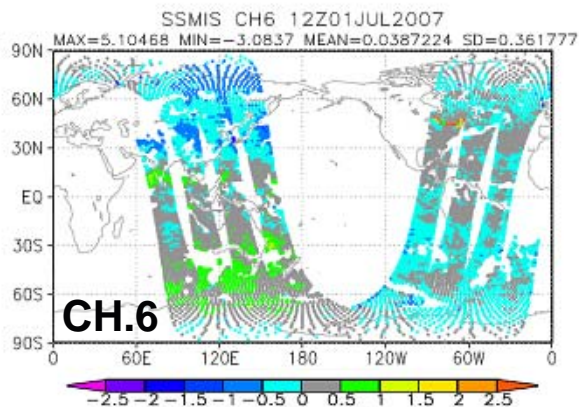 SSMIS CH6 12Z01JUL2007
MAX=5.10468 MIN=−3.0837 MEAN=0.0387224 SD=0.361777
90N
60N
30N
EQ
30S
60S
90S
CH.6
0 60E 120E 180 120W 60W 0
−2.5 −2 −1.5 −1 −0.5 0 0.5 1 1.5 2 2.5